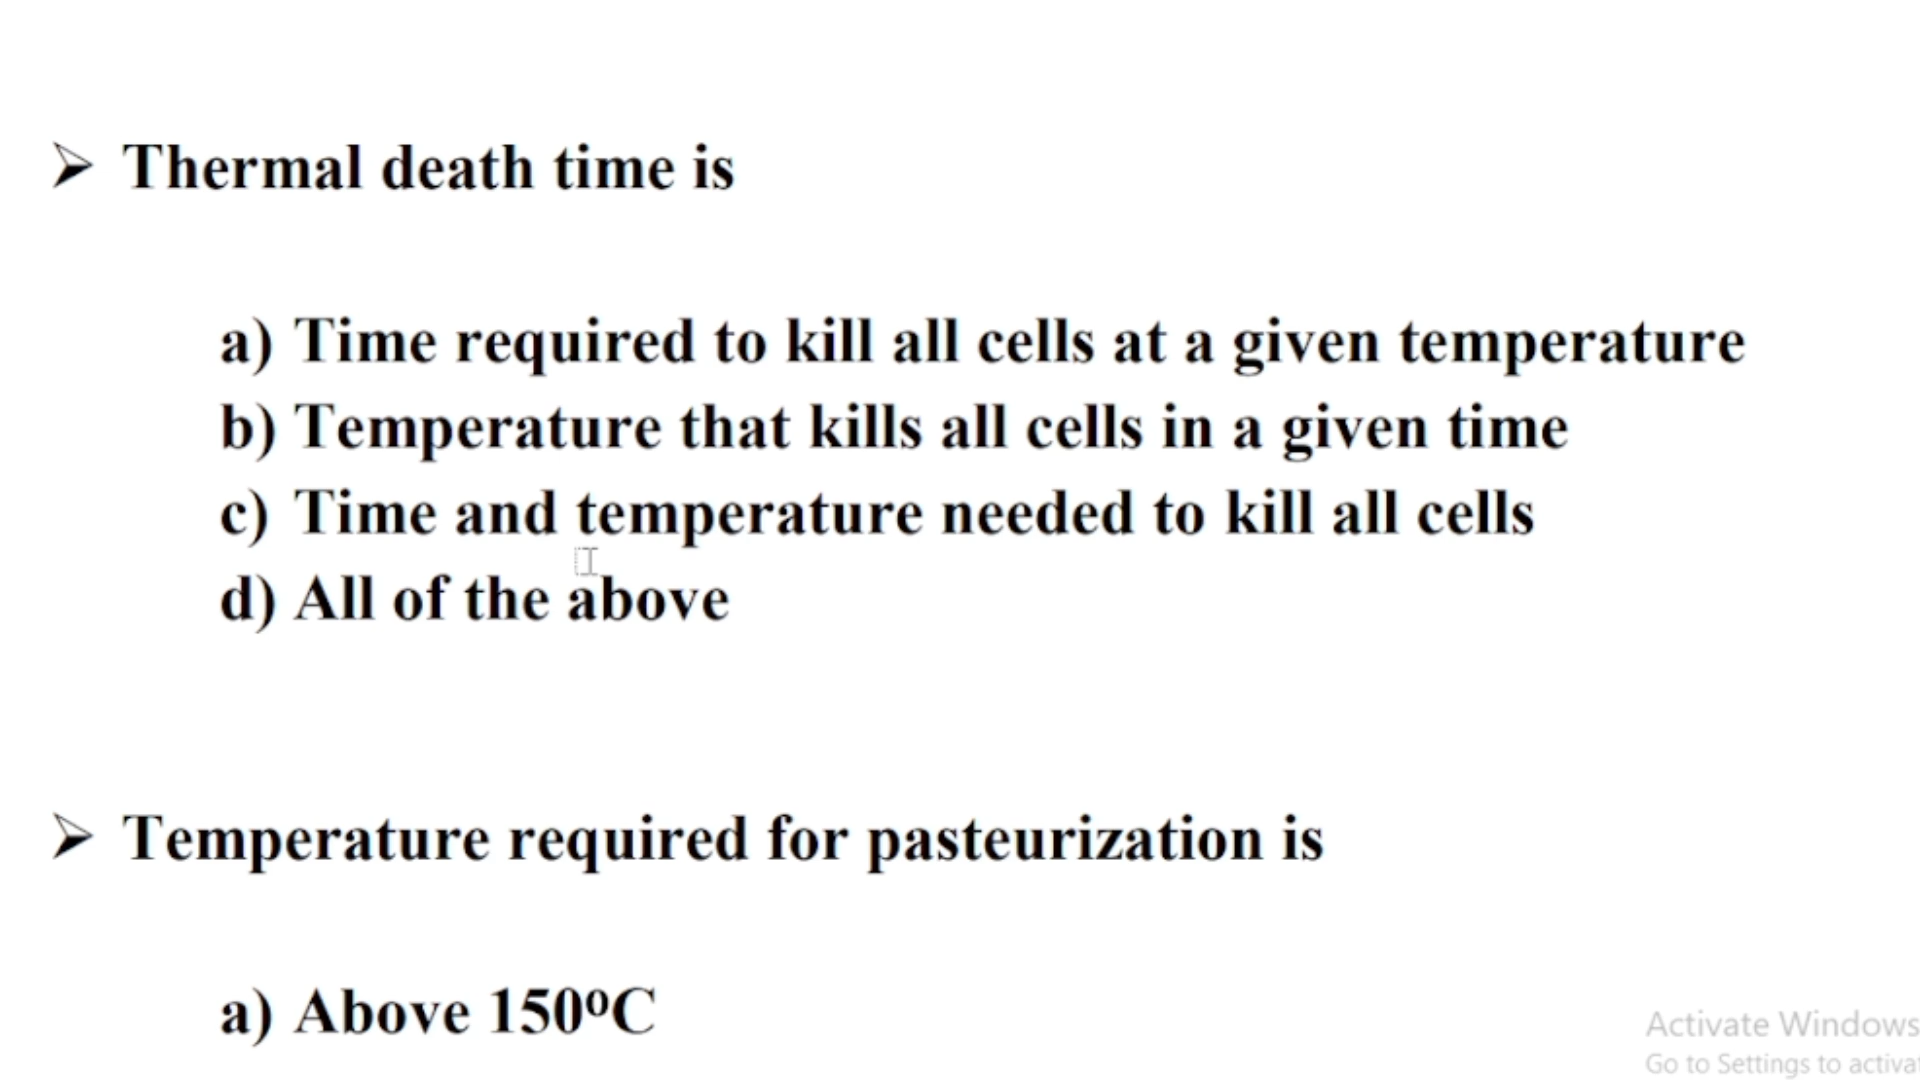 ➢ Thermal death time is
a) Time required to kill all cells at a given temperature
b) Temperature that kills all cells in a given time
c) Time and temperature needed to kill all cells
d) All of the above
➢ Temperature required for pasteurization is
a) Above 150⁰C
Activate Windows
Go to Settings to activat